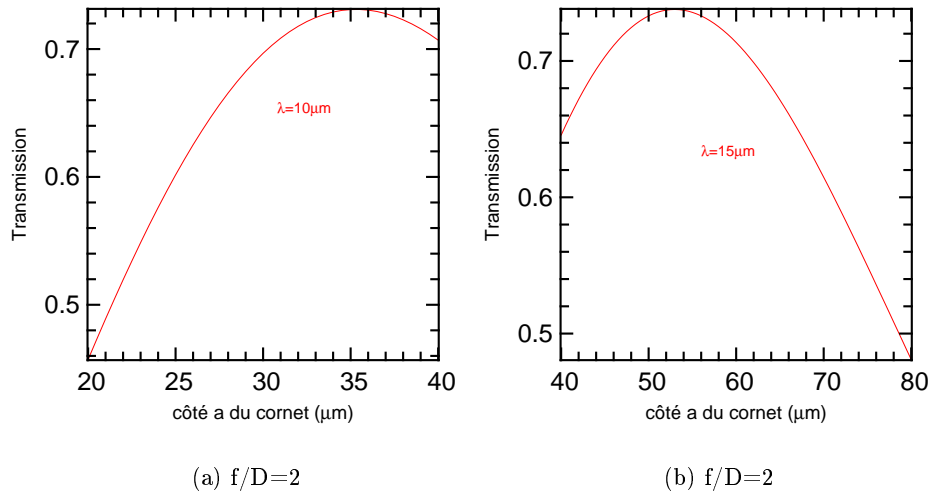 0.7
0.6
0.5
Transmission
λ=10μm
20 25 30 35 40
côté a du cornet (μm)
(a) f/D=2
0.7
0.6
0.5
Transmission
λ=15μm
40 50 60 70 80
côté a du cornet (μm)
(b) f/D=2